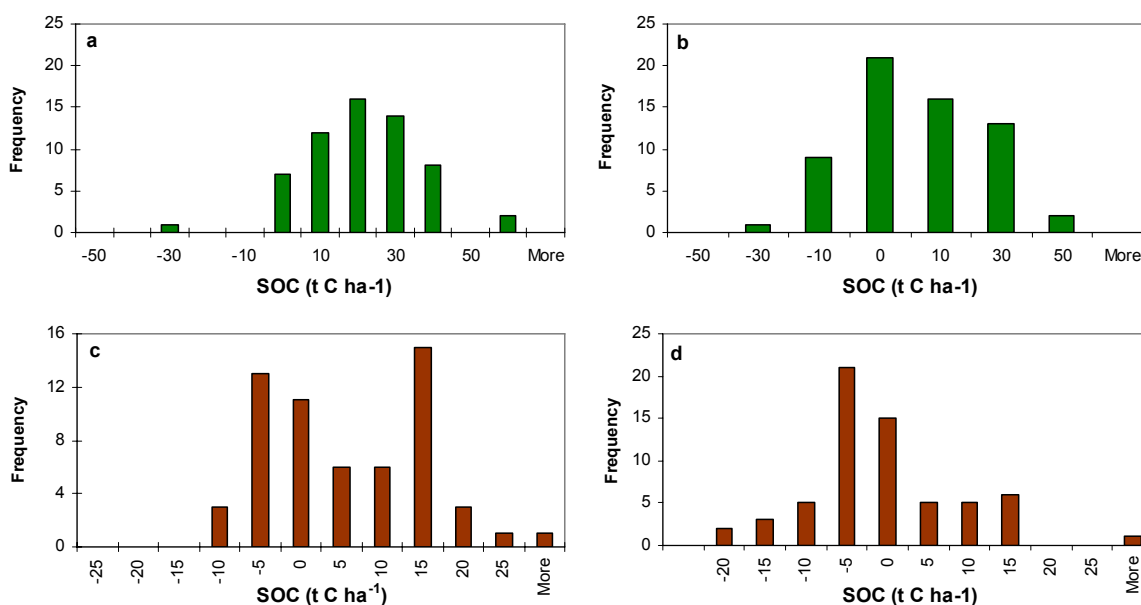 a
25
20
15
10
5
0
Frequency
-50 -30 -10 10 30 50 More
SOC (t C ha-1)
b
25
20
15
10
5
0
Frequency
-50 -30 -10 0 10 30 50 More
SOC (t C ha-1)
c
16
12
8
4
0
Frequency
-25 -20 -15 -10 -5 0 5 10 15 20 25 More
SOC (t C ha⁻¹)
d
25
20
15
10
5
0
Frequency
-20 -15 -10 -5 0 5 10 15 20 25 More
SOC (t C ha-1)